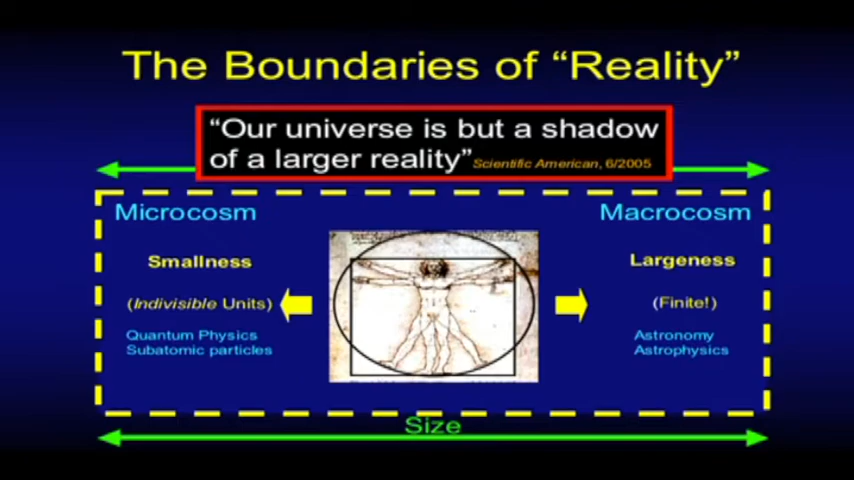 The Boundaries of “Reality”
“Our universe is but a shadow
of a larger reality” Scientific American, 6/2005
Microcosm
Macrocosm
Smallness
Largeness
(Indivisible Units)
(Finite!)
Quantum Physics
Subatomic particles
Astronomy
Astrophysics
Size